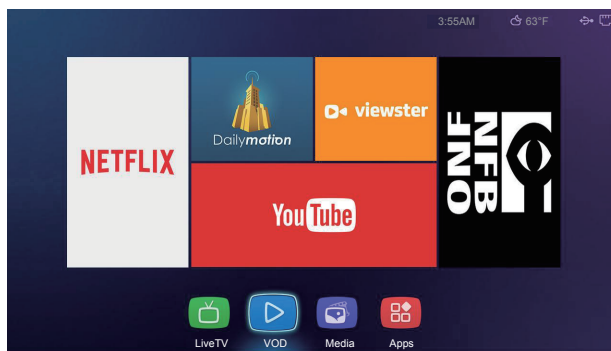 3:55AM 63°F
NETFLIX
Dailymotion
viewster
YouTube
ONF
NFB
LiveTV VOD Media Apps